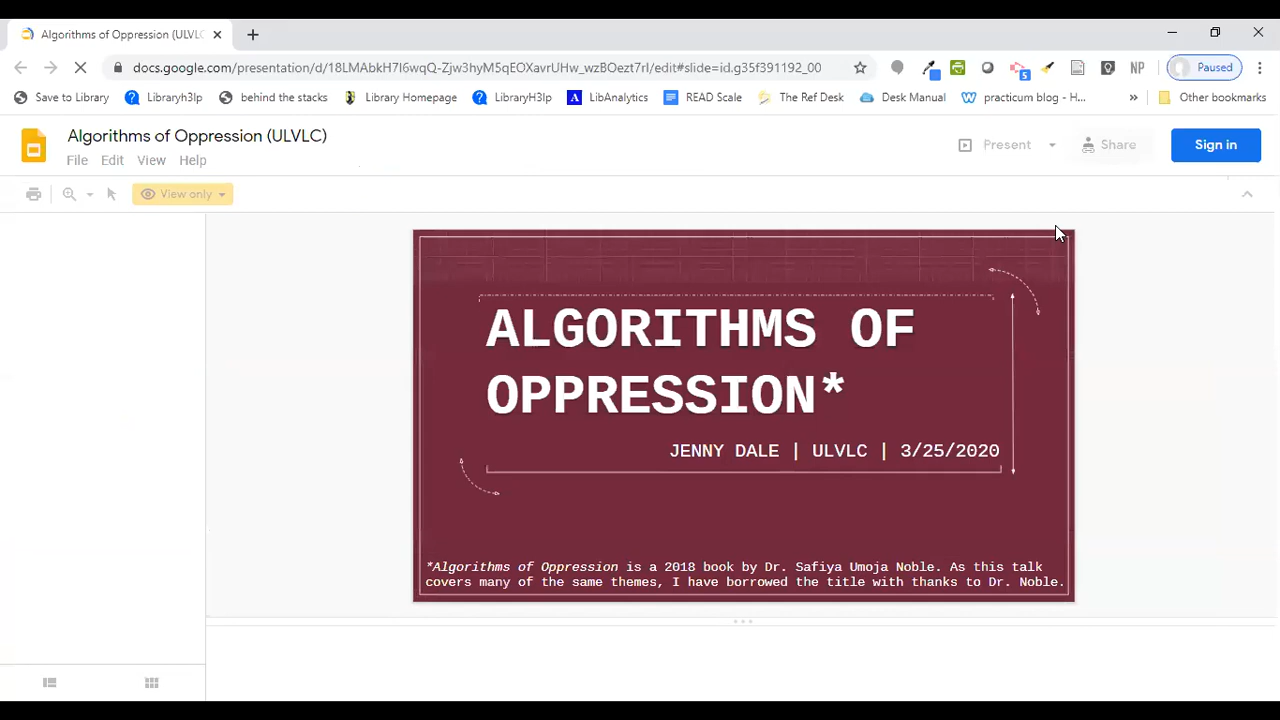 Algorithms of Oppression (ULVLC
docs.google.com/presentation/d/18LMAbkH7I6wqQ-Zjw3hyM5qEOXavrUHw_wzBOezt7rI/edit#slide=id.g35f391192_00
5
NP
Paused
Save to Library
Libraryh3lp
behind the stacks
Library Homepage
LibraryH3lp
LibAnalytics
READ Scale
The Ref Desk
Desk Manual
practicum blog - H...
»
Other bookmarks
Algorithms of Oppression (ULVLC)
File Edit View Help
Present
Share
Sign in
View only
ALGORITHMS OF
OPPRESSION*
JENNY DALE | ULVLC | 3/25/2020
*Algorithms of Oppression is a 2018 book by Dr. Safiya Umoja Noble. As this talk
covers many of the same themes, I have borrowed the title with thanks to Dr. Noble.